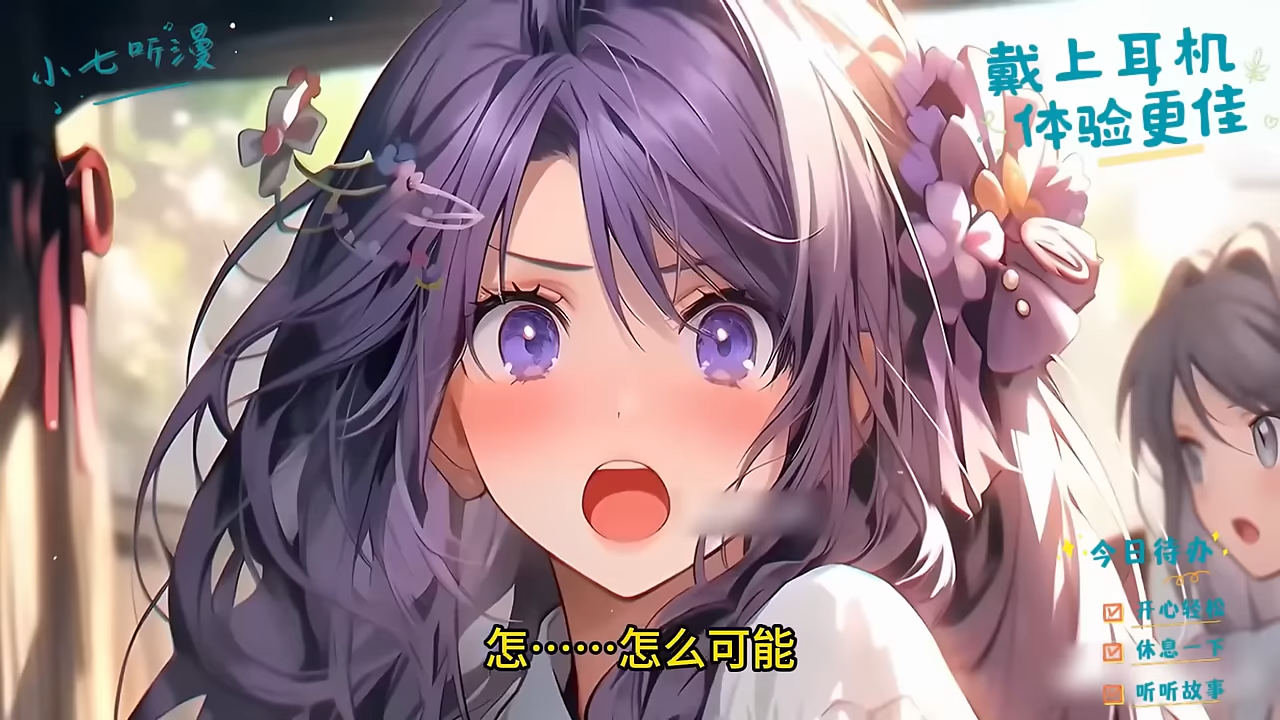 小七听漫
戴上耳机
体验更佳
今日待办
开心轻松
休息一下
听听故事
怎……怎么可能